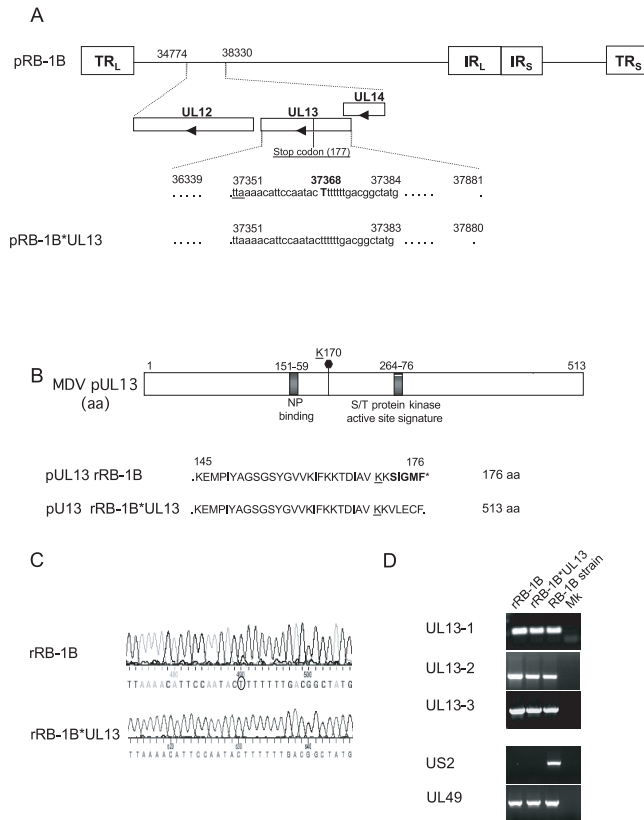 A
34774 38330
pRB-1B
TRL IRL IRS TRS
UL14
UL12 UL13
Stop codon (177)
36339 37351 37368 37384 37881
. . . . . ttaaaacattccaatacTttttttgacggctatg . . . . . .
pRB-1B*UL13
37351 37383 37880
. . . . . ttaaaacattccaatacttttttgacggctatg . . . . . .
B
MDV pUL13
(aa)
1 151-59 K170 264-76 513
NP
binding
S/T protein kinase
active site signature
145 176
pUL13 rRB-1B .KEMPIYAGSGSYGVVKIFKKTDIAV KKSIGMF* 176 aa
pU13 rRB-1B*UL13 .KEMPIYAGSGSYGVVKIFKKTDIAV KKVLECF. 513 aa
C
rRB-1B
TTAAAACATTCCAATACTTTTTTTGACGGCTATG
rRB-1B*UL13
TTAAAACATTCCAATACTTTTTTGACGGCTATG
D
rRB-1B
rRB-1B*UL13
RB-1B strain
Mk
UL13-1
UL13-2
UL13-3
US2
UL49